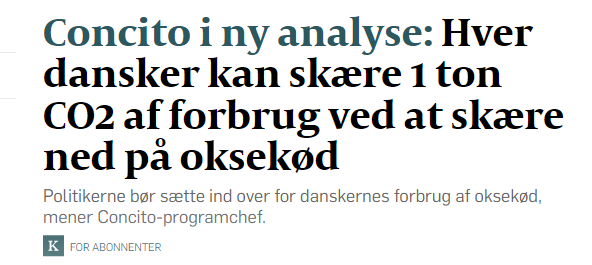 Concito i ny analyse: Hver
dansker kan skære 1 ton
CO2 af forbrug ved at skære
ned på oksekød
Politikerne bør sætte ind over for danskernes forbrug af oksekød,
mener Concito-programchef.
K FOR ABONNENTER